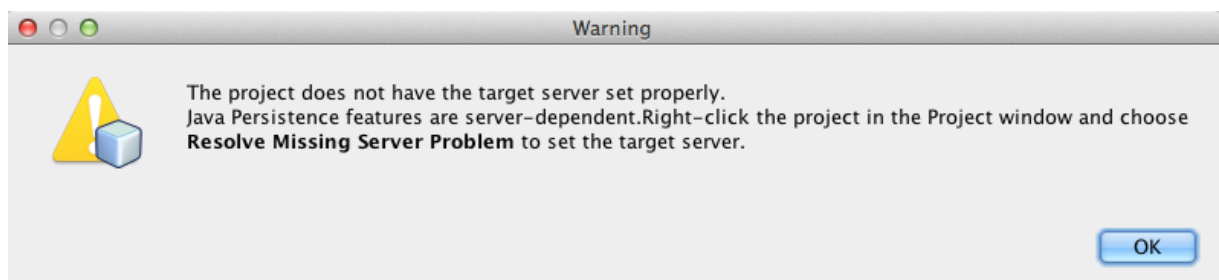 Warning
The project does not have the target server set properly.
Java Persistence features are server-dependent.Right-click the project in the Project window and choose
Resolve Missing Server Problem to set the target server.
OK